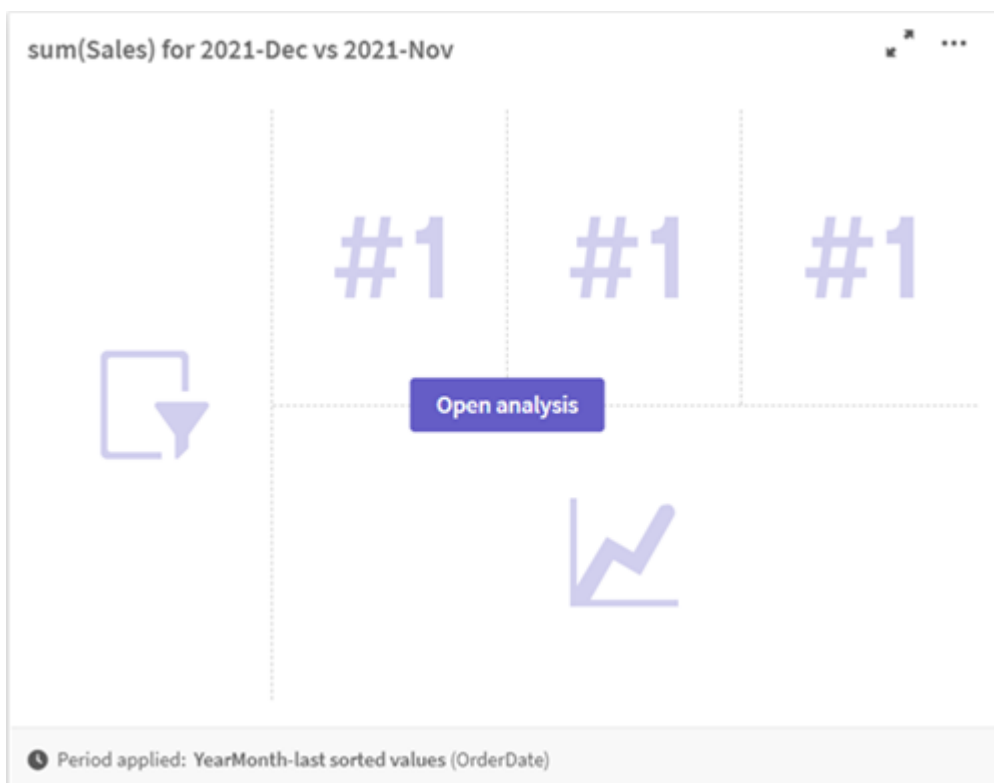 sum(Sales) for 2021-Dec vs 2021-Nov
#1 #1 #1
Open analysis
Period applied: YearMonth-last sorted values (OrderDate)